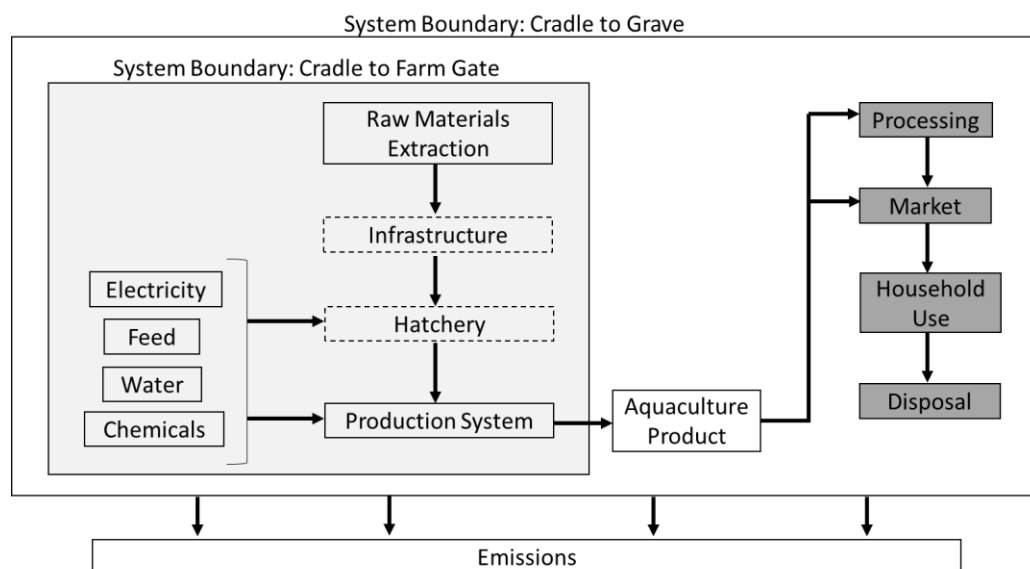 System Boundary: Cradle to Grave
System Boundary: Cradle to Farm Gate
Raw Materials
Extraction
Infrastructure
Hatchery
Production System
Electricity
Feed
Water
Chemicals
Aquaculture
Product
Processing
Market
Household
Use
Disposal
Emissions